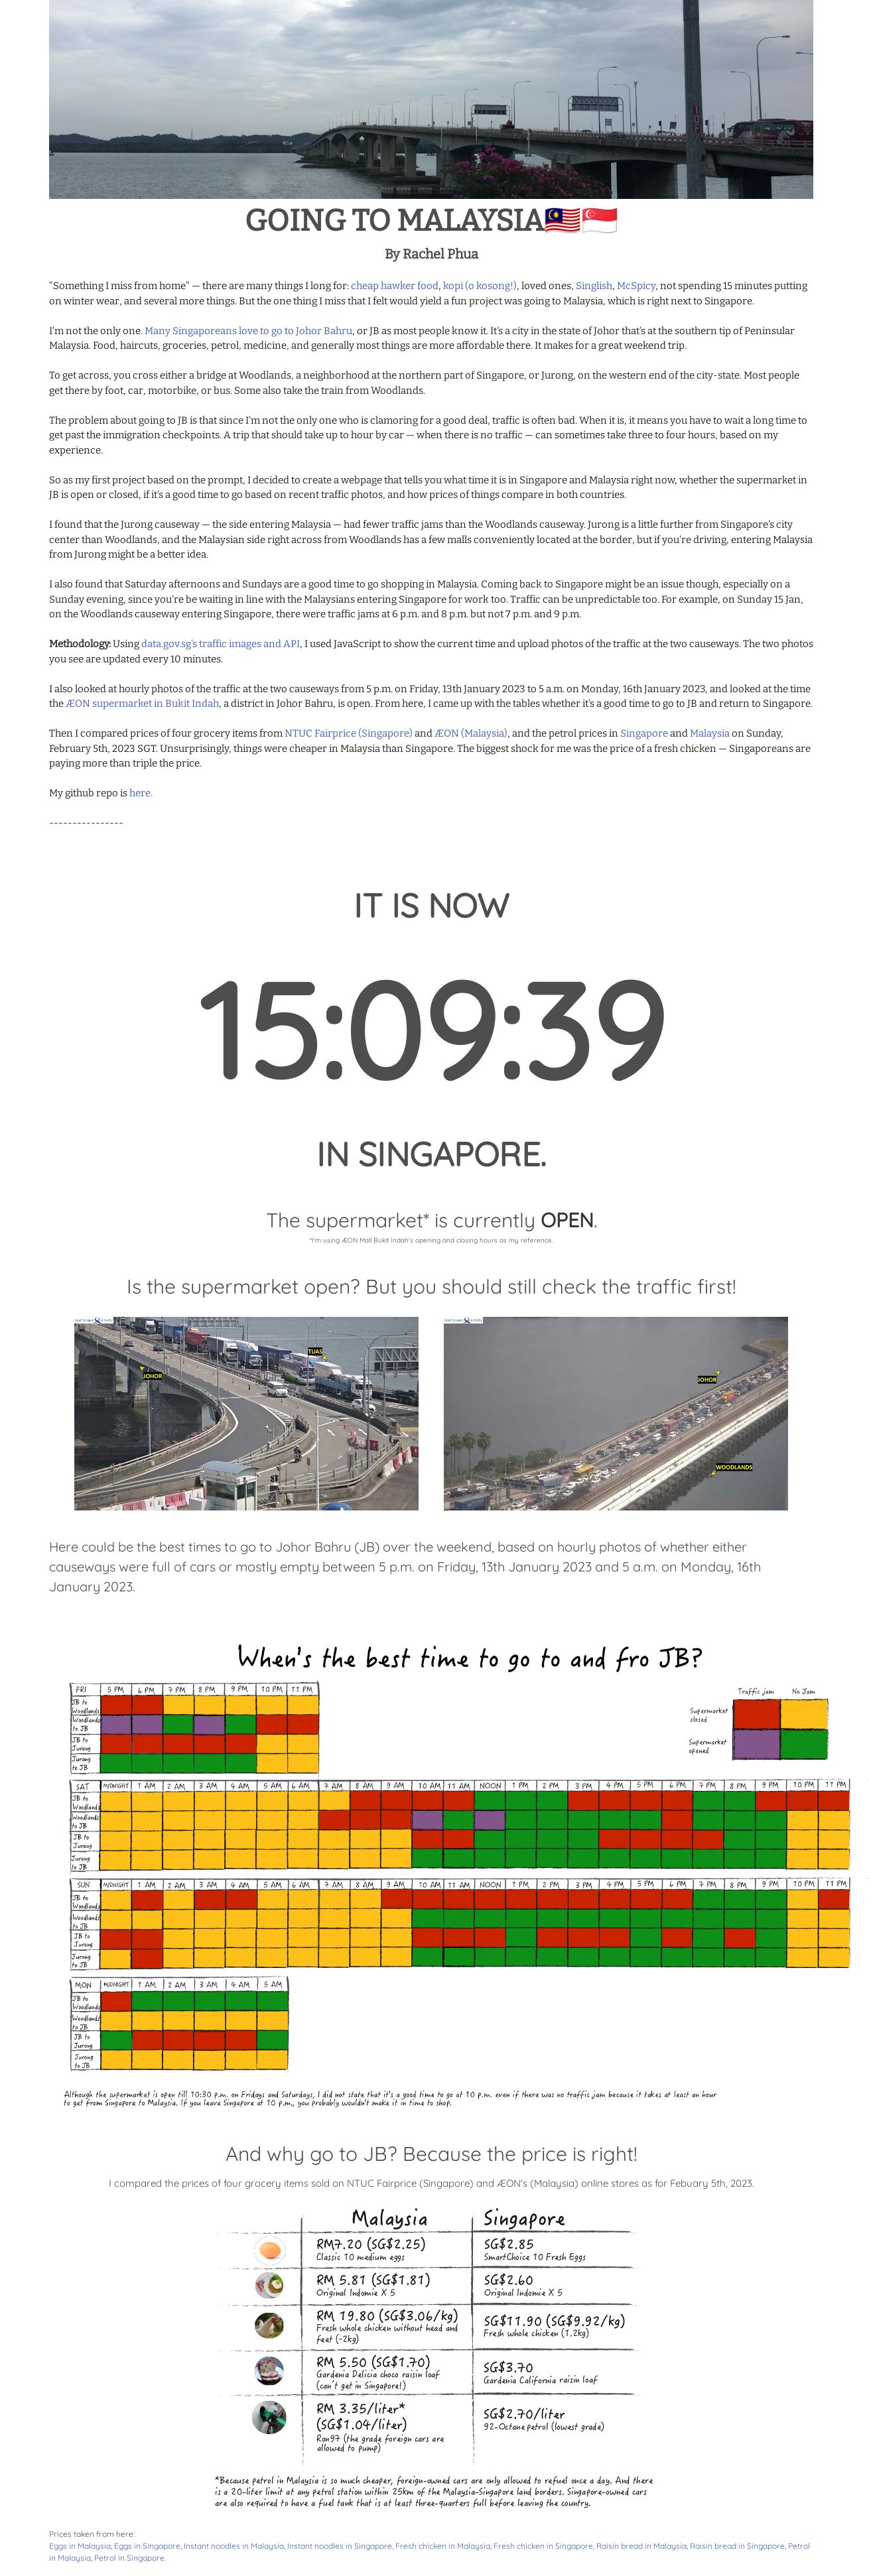 GOING TO MALAYSIA🇲🇾🇸🇬
By Rachel Phua
"Something I miss from home" — there are many things I long for: cheap hawker food, kopi (o kosong!), loved ones, Singlish, McSpicy, not spending 15 minutes putting
on winter wear, and several more things. But the one thing I miss that I felt would yield a fun project was going to Malaysia, which is right next to Singapore.
I'm not the only one. Many Singaporeans love to go to Johor Bahru, or JB as most people know it. It's a city in the state of Johor that's at the southern tip of Peninsular
Malaysia. Food, haircuts, groceries, petrol, medicine, and generally most things are more affordable there. It makes for a great weekend trip.
To get across, you cross either a bridge at Woodlands, a neighborhood at the northern part of Singapore, or Jurong, on the western end of the city-state. Most people
get there by foot, car, motorbike, or bus. Some also take the train from Woodlands.
The problem about going to JB is that since I'm not the only one who is clamoring for a good deal, traffic is often bad. When it is, it means you have to wait a long time to
get past the immigration checkpoints. A trip that should take up to hour by car — when there is no traffic — can sometimes take three to four hours, based on my
experience.
So as my first project based on the prompt, I decided to create a webpage that tells you what time it is in Singapore and Malaysia right now, whether the supermarket in
JB is open or closed, if it's a good time to go based on recent traffic photos, and how prices of things compare in both countries.
I found that the Jurong causeway — the side entering Malaysia — had fewer traffic jams than the Woodlands causeway. Jurong is a little further from Singapore's city
center than Woodlands, and the Malaysian side right across from Woodlands has a few malls conveniently located at the border, but if you're driving, entering Malaysia
from Jurong might be a better idea.
I also found that Saturday afternoons and Sundays are a good time to go shopping in Malaysia. Coming back to Singapore might be an issue though, especially on a
Sunday evening, since you're be waiting in line with the Malaysians entering Singapore for work too. Traffic can be unpredictable too. For example, on Sunday 15 Jan,
on the Woodlands causeway entering Singapore, there were traffic jams at 6 p.m. and 8 p.m. but not 7 p.m. and 9 p.m.
Methodology: Using data.gov.sg's traffic images and API, I used JavaScript to show the current time and upload photos of the traffic at the two causeways. The two photos
you see are updated every 10 minutes.
I also looked at hourly photos of the traffic at the two causeways from 5 p.m. on Friday, 13th January 2023 to 5 a.m. on Monday, 16th January 2023, and looked at the time
the ÆON supermarket in Bukit Indah, a district in Johor Bahru, is open. From here, I came up with the tables whether it's a good time to go to JB and return to Singapore.
Then I compared prices of four grocery items from NTUC Fairprice (Singapore) and ÆON (Malaysia), and the petrol prices in Singapore and Malaysia on Sunday,
February 5th, 2023 SGT. Unsurprisingly, things were cheaper in Malaysia than Singapore. The biggest shock for me was the price of a fresh chicken — Singaporeans are
paying more than triple the price.
My github repo is here.
----------------
IT IS NOW
15:09:39
IN SINGAPORE.
The supermarket* is currently OPEN.
*I'm using ÆON Mall Bukit Indah's opening and closing hours as my reference.
Is the supermarket open? But you should still check the traffic first!
TUAS
JOHOR
JOHOR
WOODLANDS
Here could be the best times to go to Johor Bahru (JB) over the weekend, based on hourly photos of whether either
causeways were full of cars or mostly empty between 5 p.m. on Friday, 13th January 2023 and 5 a.m. on Monday, 16th
January 2023.
When's the best time to go to and fro JB?
Traffic jam No Jam
Supermarket closed
Supermarket opened
FRI 5 PM 6 PM 7 PM 8 PM 9 PM 10 PM 11 PM
JB to Woodlands
Woodlands to JB
JB to Jurong
Jurong to JB
SAT MIDNIGHT 1 AM 2 AM 3 AM 4 AM 5 AM 6 AM 7 AM 8 AM 9 AM 10 AM 11 AM NOON 1 PM 2 PM 3 PM 4 PM 5 PM 6 PM 7 PM 8 PM 9 PM 10 PM 11 PM
JB to Woodlands
Woodlands to JB
JB to Jurong
Jurong to JB
SUN MIDNIGHT 1 AM 2 AM 3 AM 4 AM 5 AM 6 AM 7 AM 8 AM 9 AM 10 AM 11 AM NOON 1 PM 2 PM 3 PM 4 PM 5 PM 6 PM 7 PM 8 PM 9 PM 10 PM 11 PM
JB to Woodlands
Woodlands to JB
JB to Jurong
Jurong to JB
MON MIDNIGHT 1 AM 2 AM 3 AM 4 AM 5 AM
JB to Woodlands
Woodlands to JB
JB to Jurong
Jurong to JB
Although the supermarket is open till 10:30 p.m. on Fridays and Saturdays, I did not state that it's a good time to go at 10 p.m. even if there was no traffic jam because it takes at least an hour
to get from Singapore to Malaysia. If you leave Singapore at 10 p.m., you probably wouldn't make it in time to shop.
And why go to JB? Because the price is right!
I compared the prices of four grocery items sold on NTUC Fairprice (Singapore) and ÆON's (Malaysia) online stores as for Febuary 5th, 2023.
Malaysia Singapore
RM7.20 (SG$2.25)
Classic 10 medium eggs
SG$2.85
SmartChoice 10 Fresh Eggs
RM 5.81 (SG$1.81)
Original Indomie X 5
SG$2.60
Original Indomie X 5
RM 19.80 (SG$3.06/kg)
Fresh whole chicken without head and
feet (~2kg)
SG$11.90 (SG$9.92/kg)
Fresh whole chicken (1.2kg)
RM 5.50 (SG$1.70)
Gardenia Delicia choco raisin loaf
(can't get in Singapore!)
SG$3.70
Gardenia California raisin loaf
RM 3.35/liter*
(SG$1.04/liter)
Ron97 (the grade foreign cars are
allowed to pump)
SG$2.70/liter
92-Octane petrol (lowest grade)
*Because petrol in Malaysia is so much cheaper, foreign-owned cars are only allowed to refuel once a day. And there
is a 20-liter limit at any petrol station within 25km of the Malaysia-Singapore land borders. Singapore-owned cars
are also required to have a fuel tank that is at least three-quarters full before leaving the country.
Prices taken from here:
Eggs in Malaysia, Eggs in Singapore, Instant noodles in Malaysia, Instant noodles in Singapore, Fresh chicken in Malaysia, Fresh chicken in Singapore, Raisin bread in Malaysia, Raisin bread in Singapore, Petrol
in Malaysia, Petrol in Singapore.